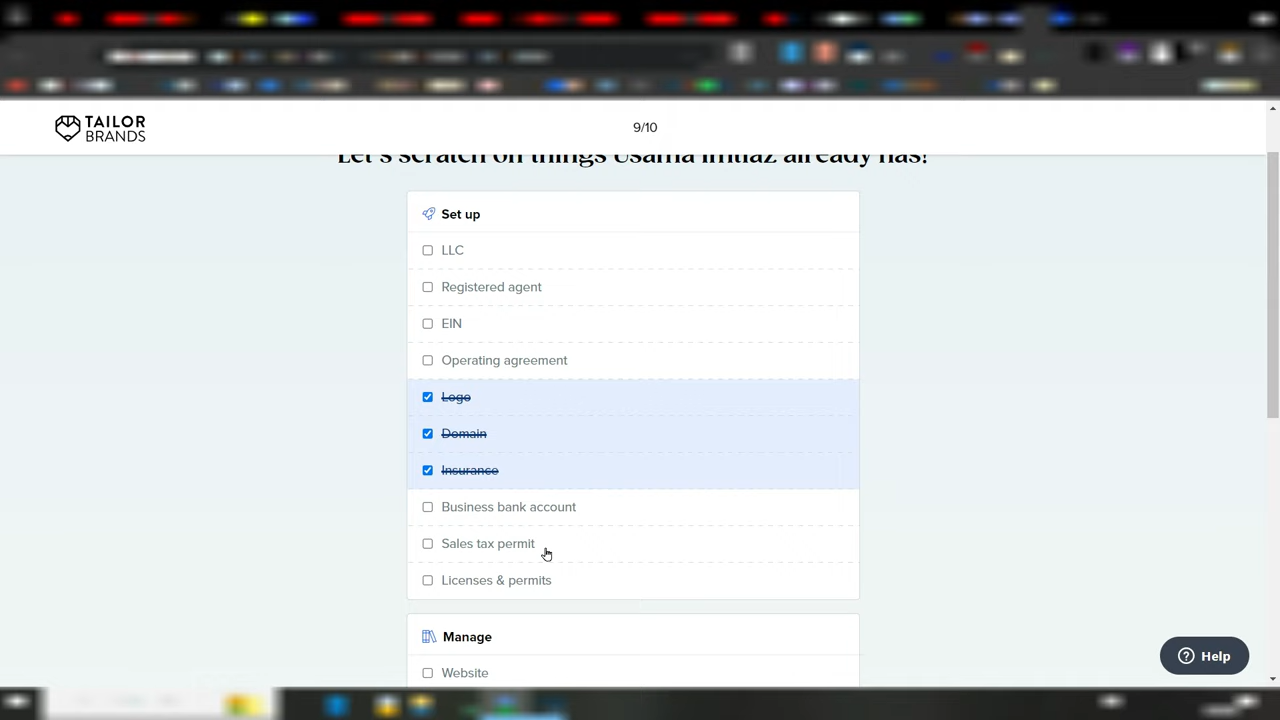 TAILOR
BRANDS
9/10
Let's scratch off things Usama Imtiaz already has!
Set up
LLC
Registered agent
EIN
Operating agreement
Logo
Domain
Insurance
Business bank account
Sales tax permit
Licenses & permits
Manage
Website
Help